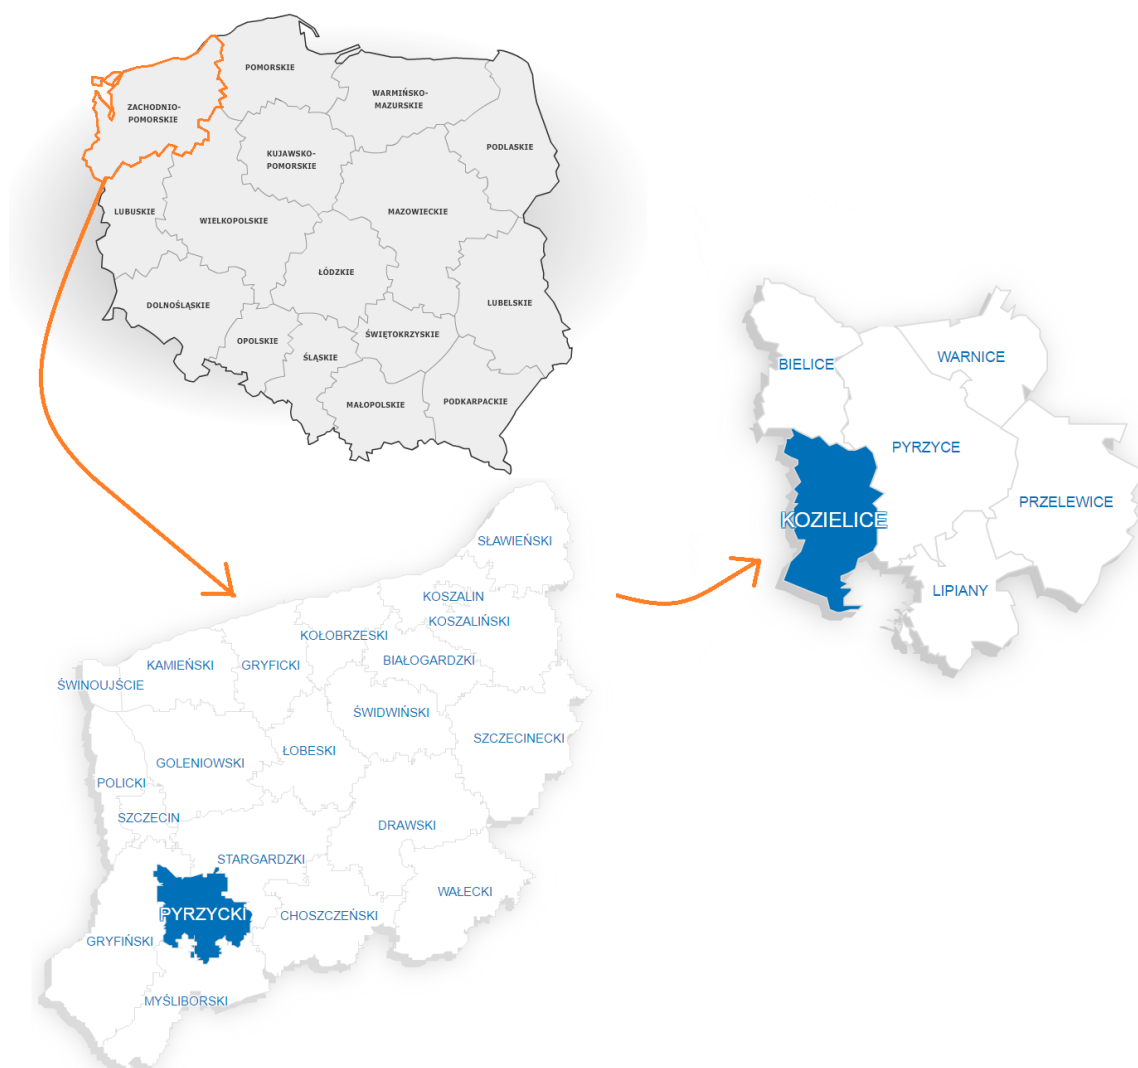 POMORSKIE
WARMIŃSKO-
MAZURSKIE
ZACHODNIO-
POMORSKIE
PODLASKIE
KUJAWSKO-
POMORSKIE
LUBUSKIE
WIELKOPOLSKIE
MAZOWIECKIE
ŁÓDZKIE
DOLNOŚLĄSKIE
LUBELSKIE
OPOLSKIE
ŚWIĘTOKRZYSKIE
ŚLĄSKIE
MAŁOPOLSKIE
PODKARPACKIE
SŁAWIEŃSKI
KOSZALIN
KOSZALIŃSKI
KOŁOBRZESKI
KAMIEŃSKI
GRYFICKI
BIAŁOGARDZKI
ŚWINOUJŚCIE
ŚWIDWIŃSKI
SZCZECINECKI
ŁOBESKI
GOLENIOWSKI
POLICKI
SZCZECIN
DRAWSKI
STARGARDZKI
WAŁECKI
PYRZYCKI
CHOSZCZEŃSKI
GRYFIŃSKI
MYŚLIBORSKI
BIELICE
WARNICE
PYRZYCE
PRZELEWICE
KOZIELICE
LIPIANY